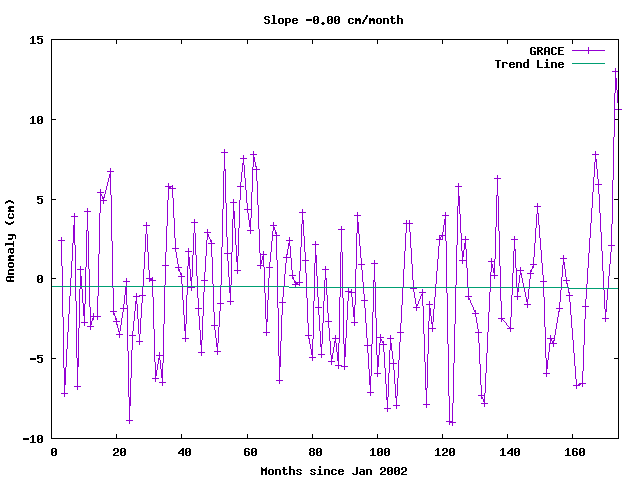 Slope -0.00 cm/month
15
GRACE
Trend Line
10
5
Anomaly (cm)
0
-5
-10
0 20 40 60 80 100 120 140 160
Months since Jan 2002